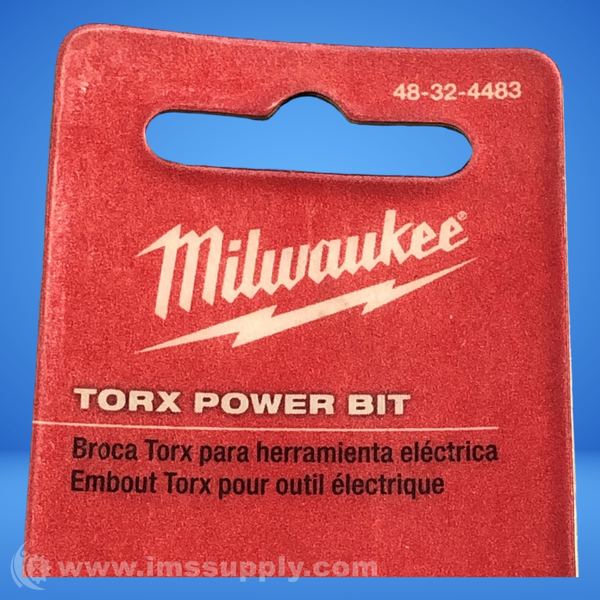 48-32-4483
Milwaukee®
TORX POWER BIT
Broca Torx para herramienta eléctrica
Embout Torx pour outil électrique
www.imssupply.com